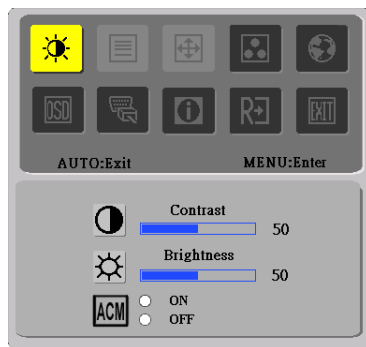 OSD i R EXIT
AUTO:Exit MENU:Enter
Contrast
50
Brightness
50
ACM ON
OFF